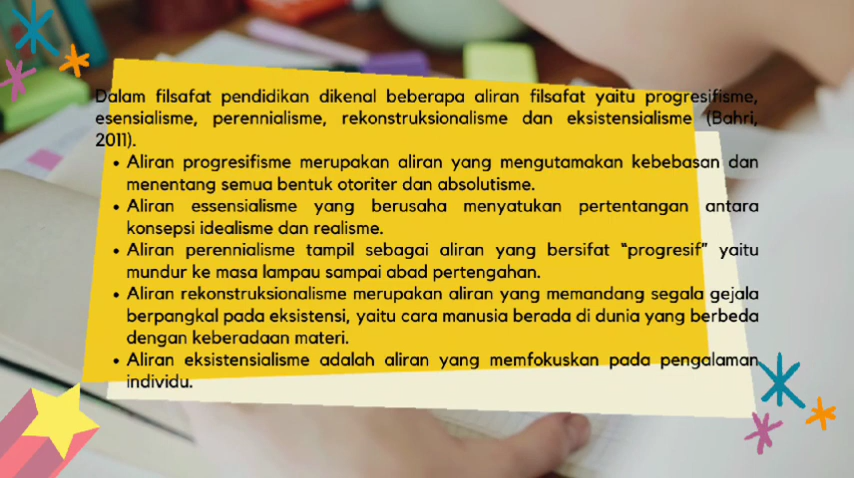 Dalam filsafat pendidikan dikenal beberapa aliran filsafat yaitu progresifisme,
esensialisme, perennialisme, rekonstruksionalisme dan eksistensialisme (Bahri,
2011).
• Aliran progresifisme merupakan aliran yang mengutamakan kebebasan dan
menentang semua bentuk otoriter dan absolutisme.
• Aliran essensialisme yang berusaha menyatukan pertentangan antara
konsepsi idealisme dan realisme.
• Aliran perennialisme tampil sebagai aliran yang bersifat “progresif” yaitu
mundur ke masa lampau sampai abad pertengahan.
• Aliran rekonstruksionalisme merupakan aliran yang memandang segala gejala
berpangkal pada eksistensi, yaitu cara manusia berada di dunia yang berbeda
dengan keberadaan materi.
• Aliran eksistensialisme adalah aliran yang memfokuskan pada pengalaman
individu.